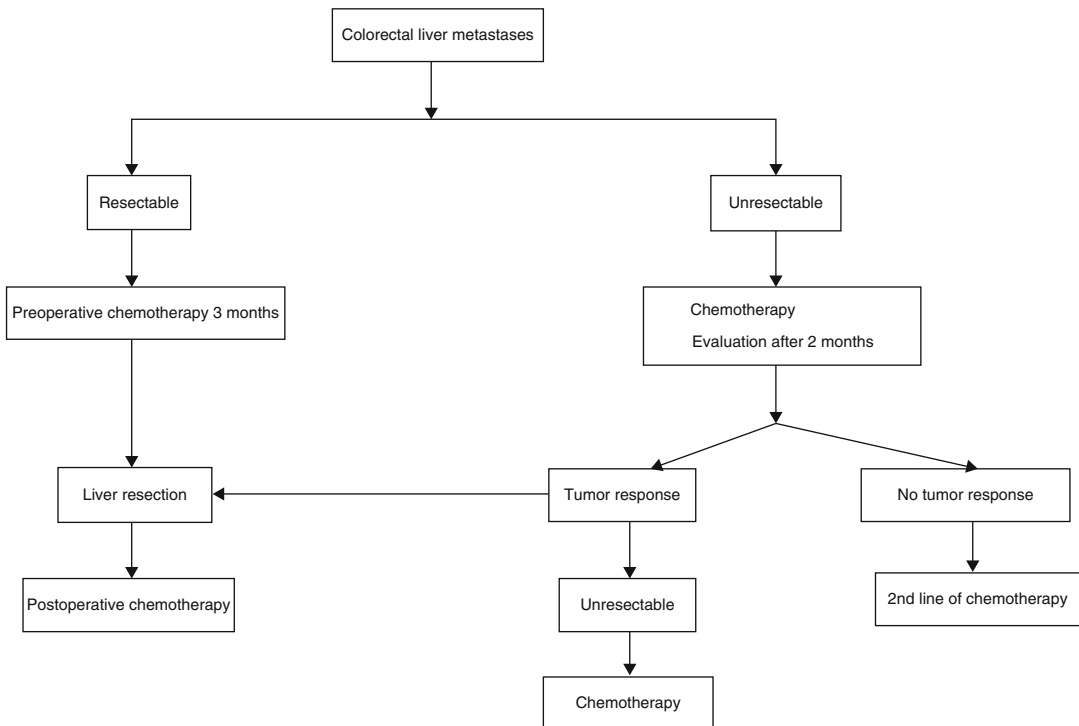 Colorectal liver metastases
Resectable
Unresectable
Preoperative chemotherapy 3 months
Chemotherapy
Evaluation after 2 months
Liver resection
Tumor response
No tumor response
Postoperative chemotherapy
Unresectable
2nd line of chemotherapy
Chemotherapy